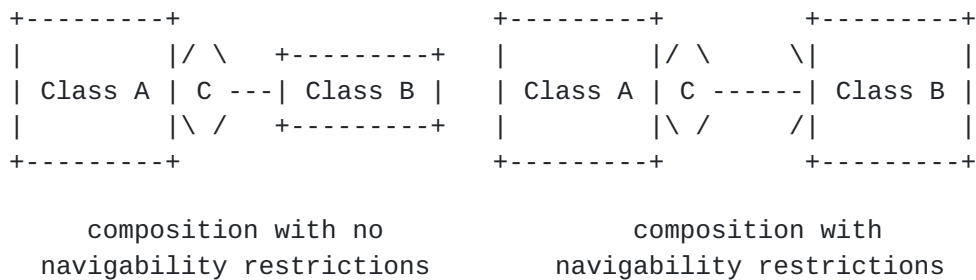 +---------+                   +---------+        +---------+
|         |/ \   +---------+  |         |/ \     \|         |
| Class A | C ---| Class B |  | Class A | C ------| Class B |
|         |\ /   +---------+  |         |\ /     /|         |
+---------+                   +---------+        +---------+
composition with no composition with
navigability restrictions navigability restrictions